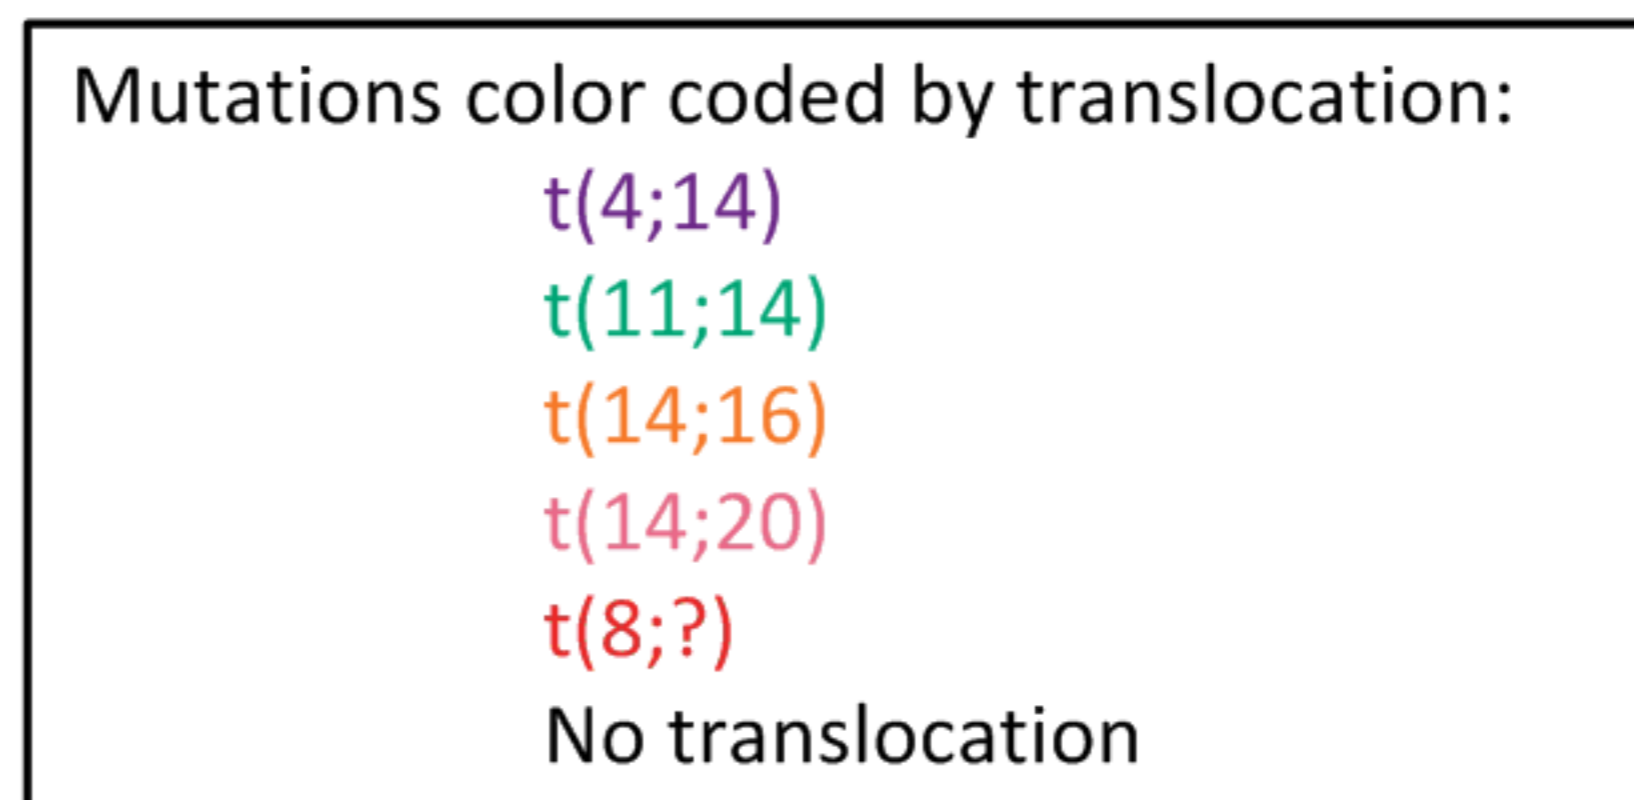 Mutations color coded by translocation:
t(4;14)
t(11;14)
t(14;16)
t(14;20)
t(8;?)
No translocation